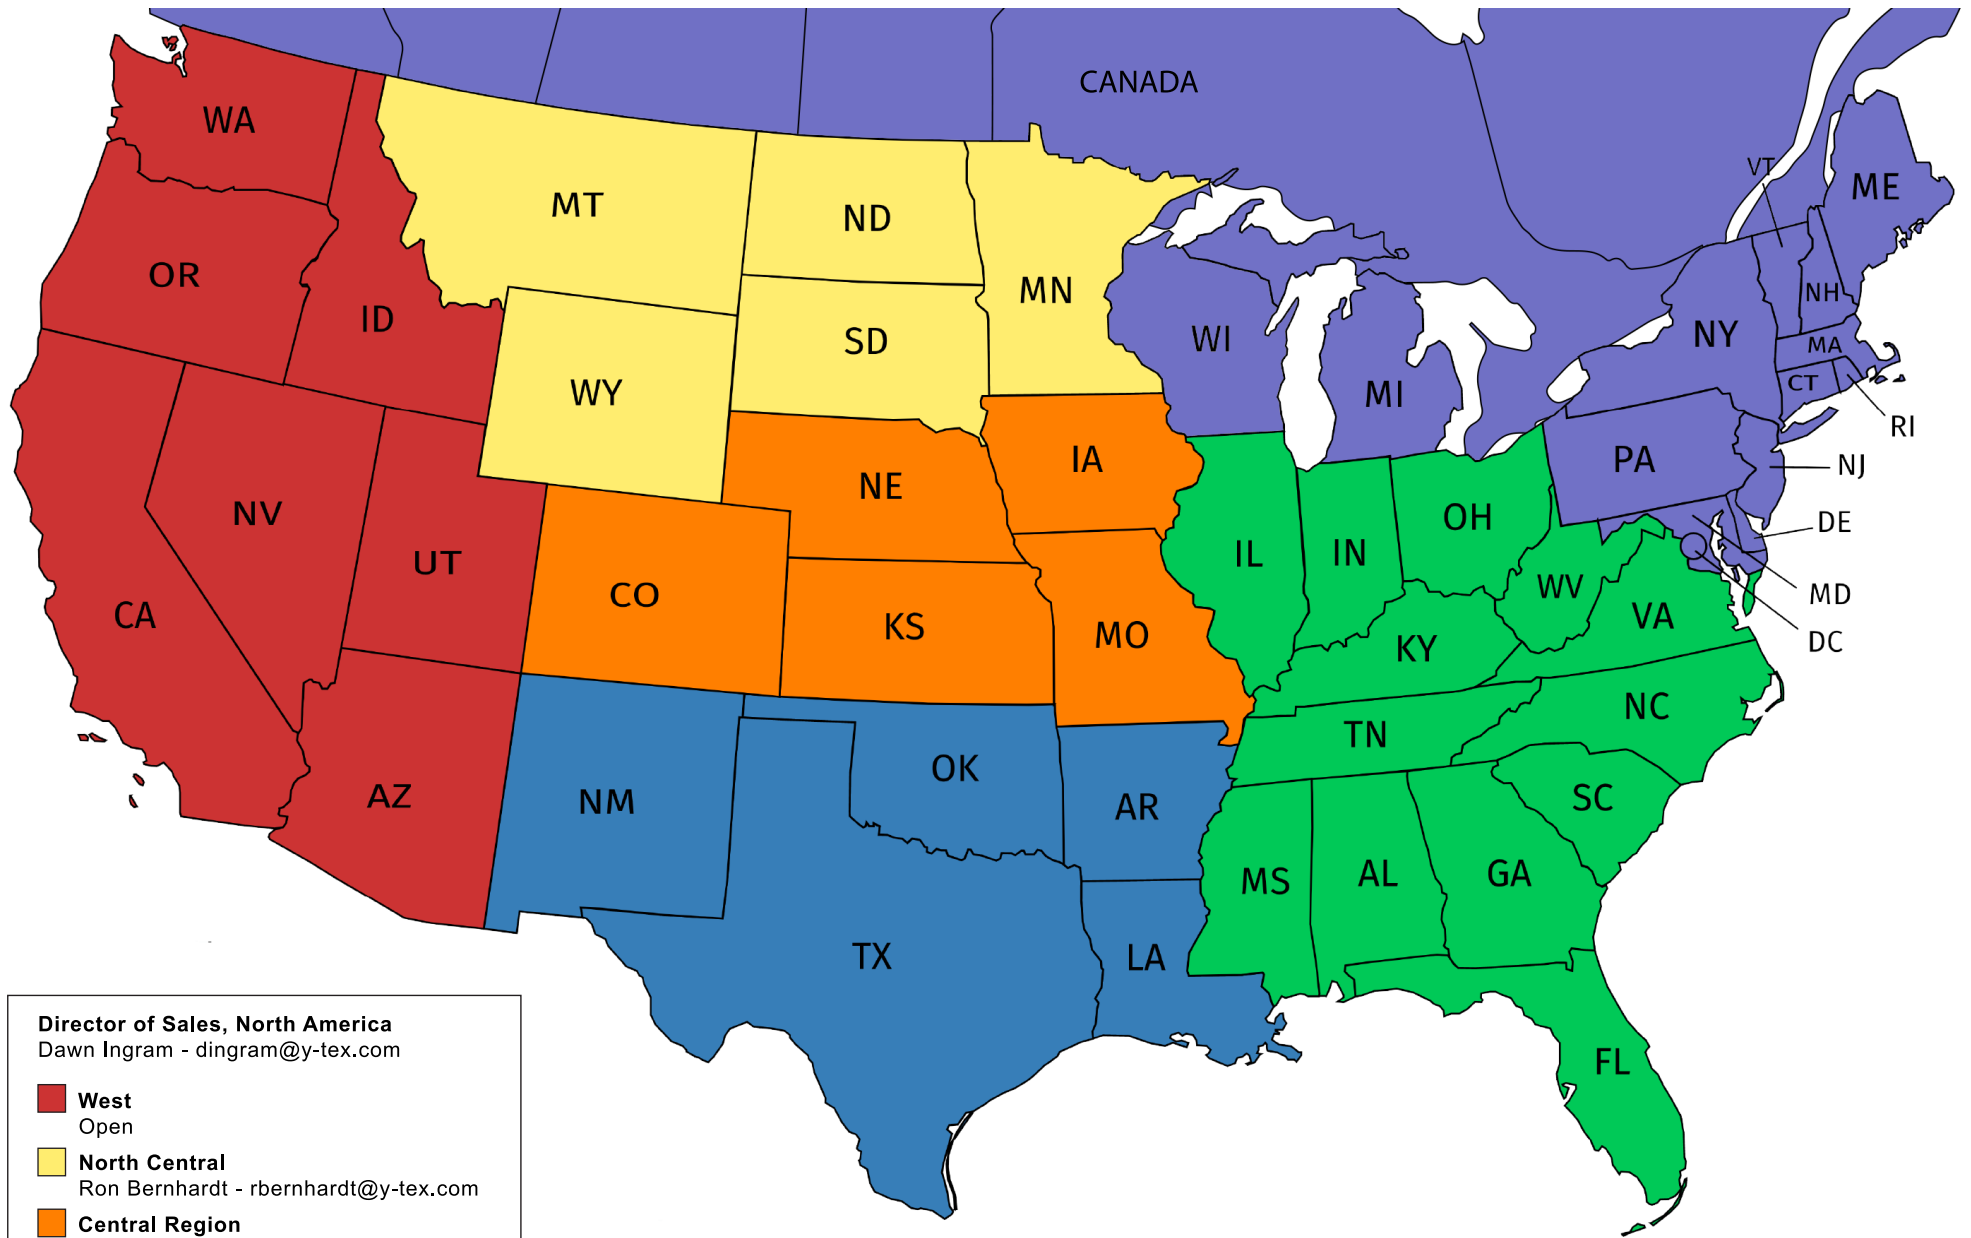 CANADA
WA
VT
ME
MT
ND
OR
MN
NH
ID
NY
SD
WI
MA
WY
MI
CT
RI
IA
PA
NJ
NE
NV
OH
DE
IL
IN
UT
WV
CO
MD
CA
VA
KS
MO
DC
KY
NC
TN
OK
AZ
NM
SC
AR
MS
AL
GA
TX
LA
FL
Director of Sales, North America
Dawn Ingram - dingram@y-tex.com
West
Open
North Central
Ron Bernhardt - rbernhardt@y-tex.com
Central Region